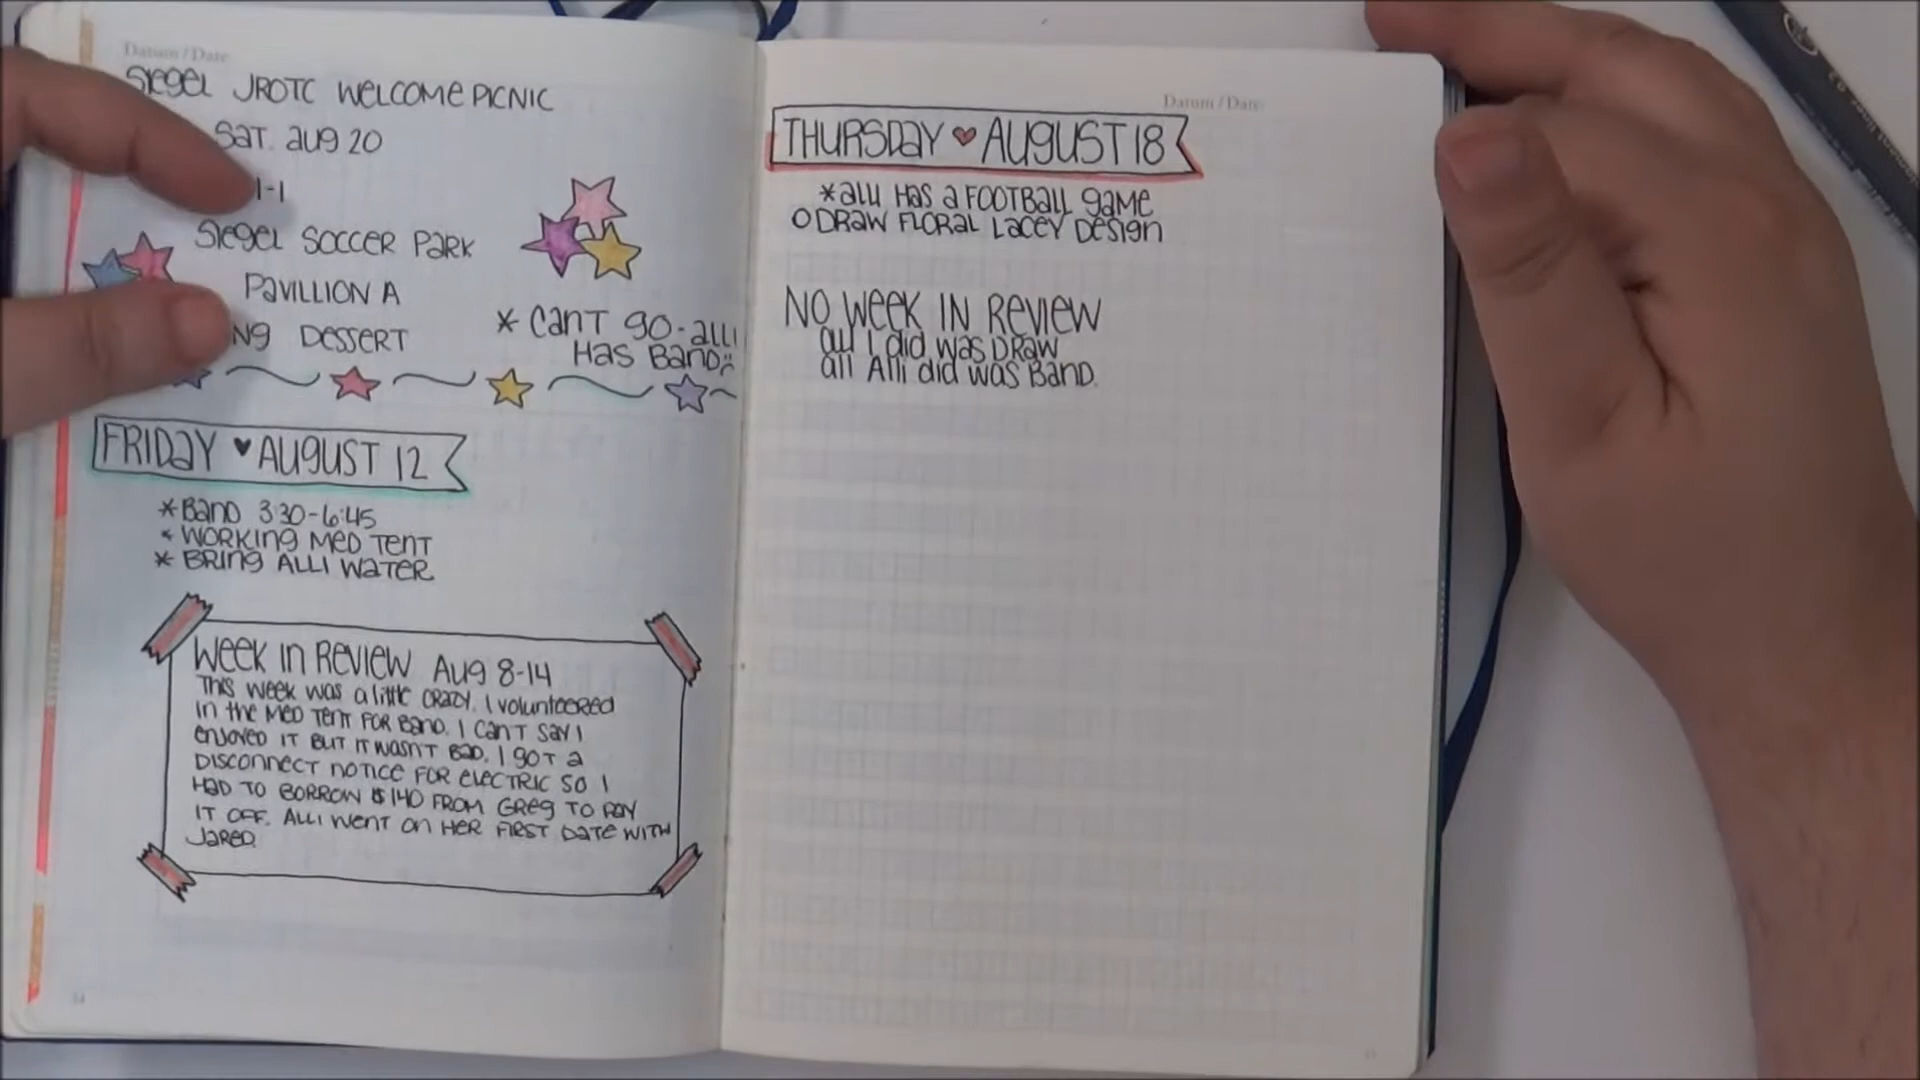 Datum / Date
SIEGEL JROTC WELCOME PICNIC
SAT. AUG 20
1-1
SIEGEL SOCCER PARK
PAVILLION A
NG DESSERT
* CAN'T GO - ALLI
HAS BAND
FRIDAY ♥ AUGUST 12
* BAND 3:30-6:45
* WORKING MED TENT
* BRING ALLI WATER
WEEK IN REVIEW AUG 8-14
THIS WEEK WAS A LITTLE CRAZY. I VOLUNTEERED
IN THE MED TENT FOR BAND. I CAN'T SAY I
ENJOYED IT BUT IT WASN'T BAD. I GOT A
DISCONNECT NOTICE FOR ELECTRIC SO I
HAD TO BORROW $140 FROM GREG TO PAY
IT OFF. ALLI WENT ON HER FIRST DATE WITH
JARED.
Datum / Date
THURSDAY ♥ AUGUST 18
* ALLI HAS A FOOTBALL GAME
O DRAW FLORAL LACEY DESIGN
NO WEEK IN REVIEW
ALL I DID WAS DRAW
ALL ALLI DID WAS BAND.